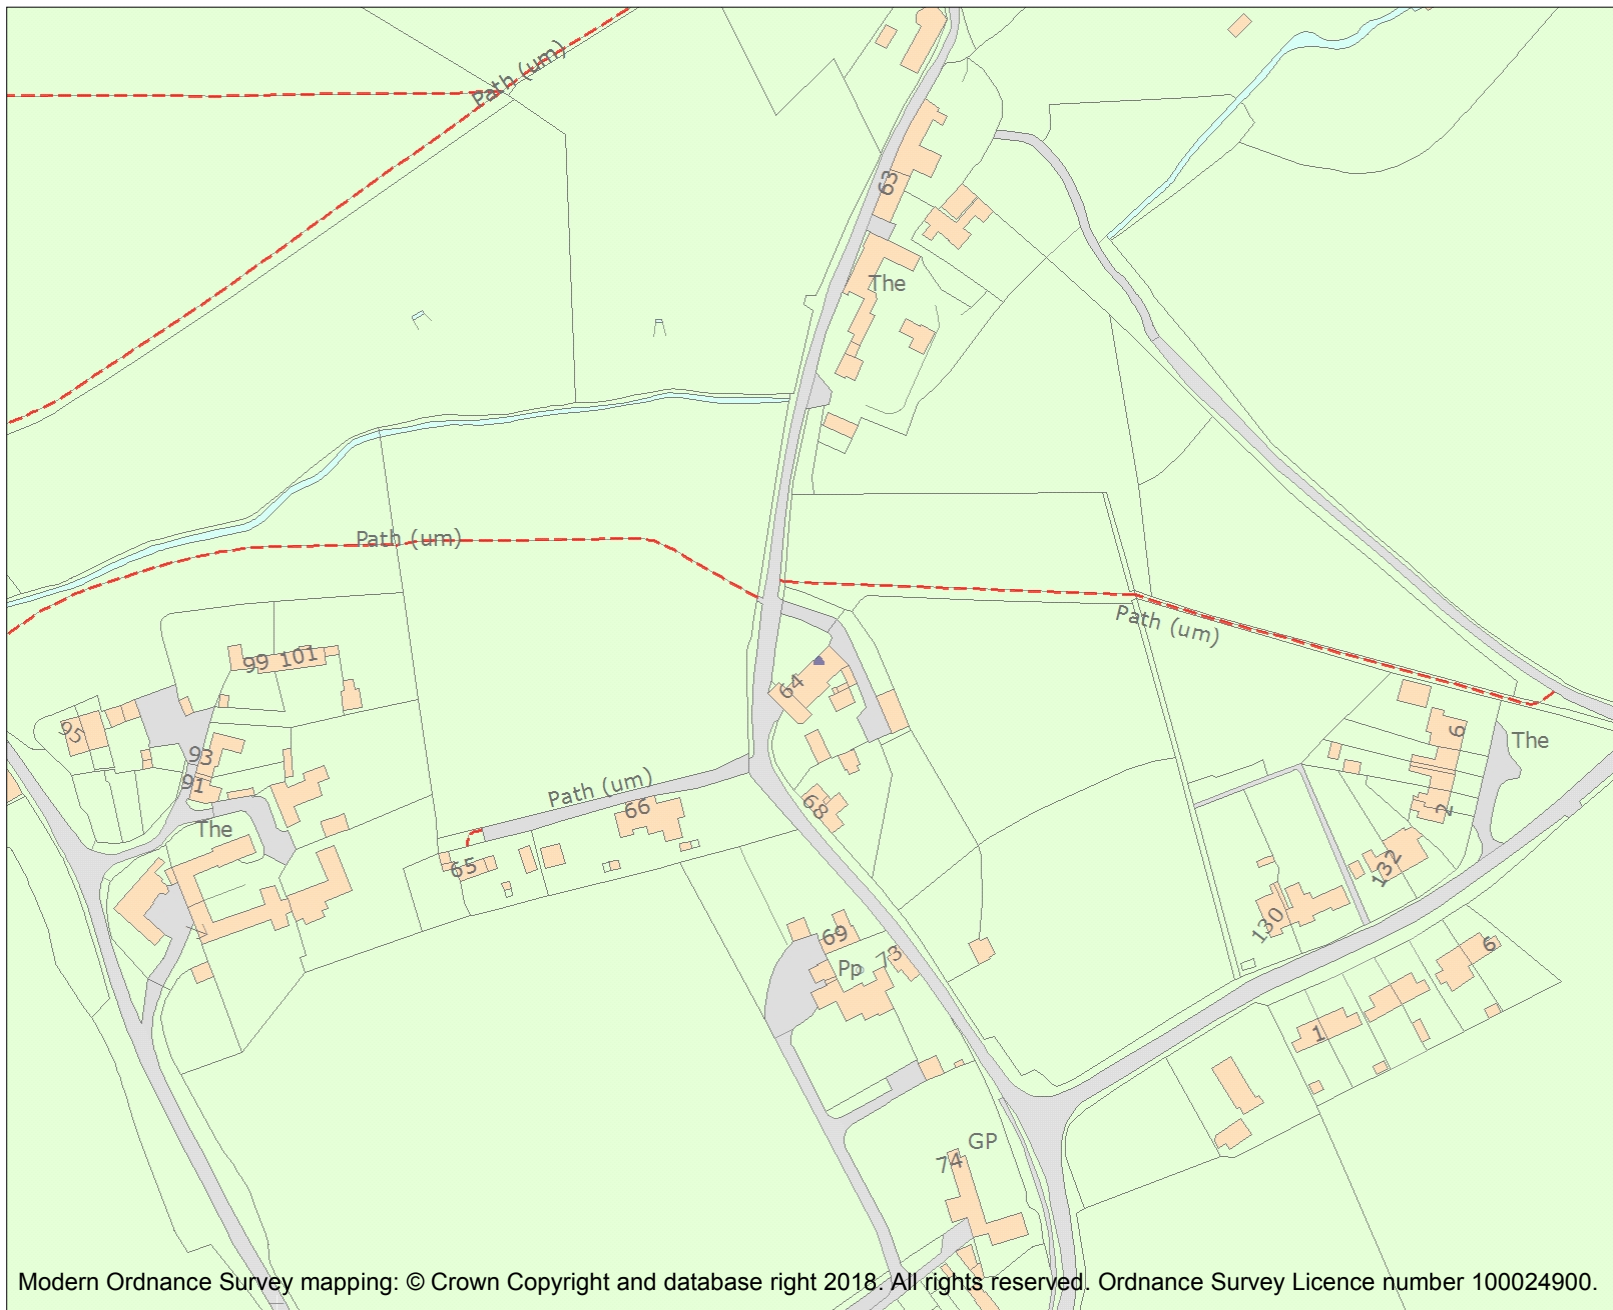 Path (um)
63
The
Path (um)
Path (um)
99 101
64
95
6
The
93
91
Path (um)
66
68
2
The
65
132
130
69
73
Pp
6
1
GP
74
Modern Ordnance Survey mapping: © Crown Copyright and database right 2018. All rights reserved. Ordnance Survey Licence number 100024900.